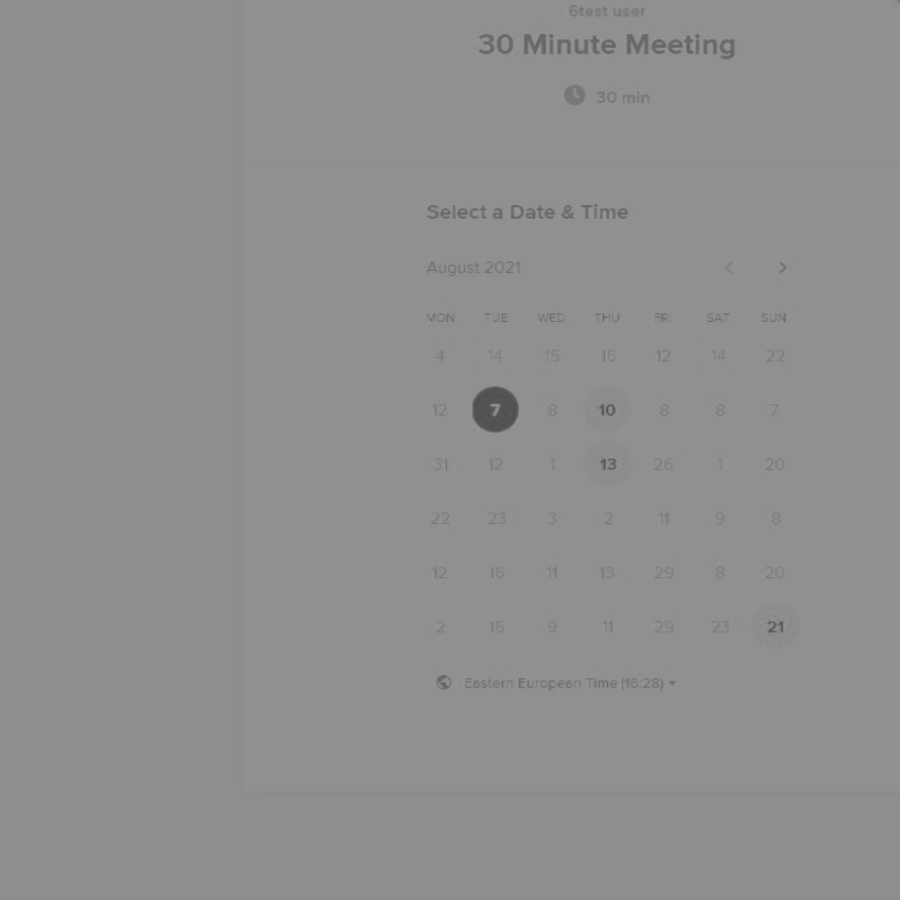 6test user
30 Minute Meeting
30 min
Select a Date & Time
August 2021
MON TUE WED THU FRI SAT SUN
4 14 15 16 12 14 22
12 7 8 10 8 8 7
31 12 1 13 26 1 20
22 23 3 2 11 9 8
12 16 11 13 29 8 20
2 16 9 11 29 23 21
Eastern European Time (16:28)